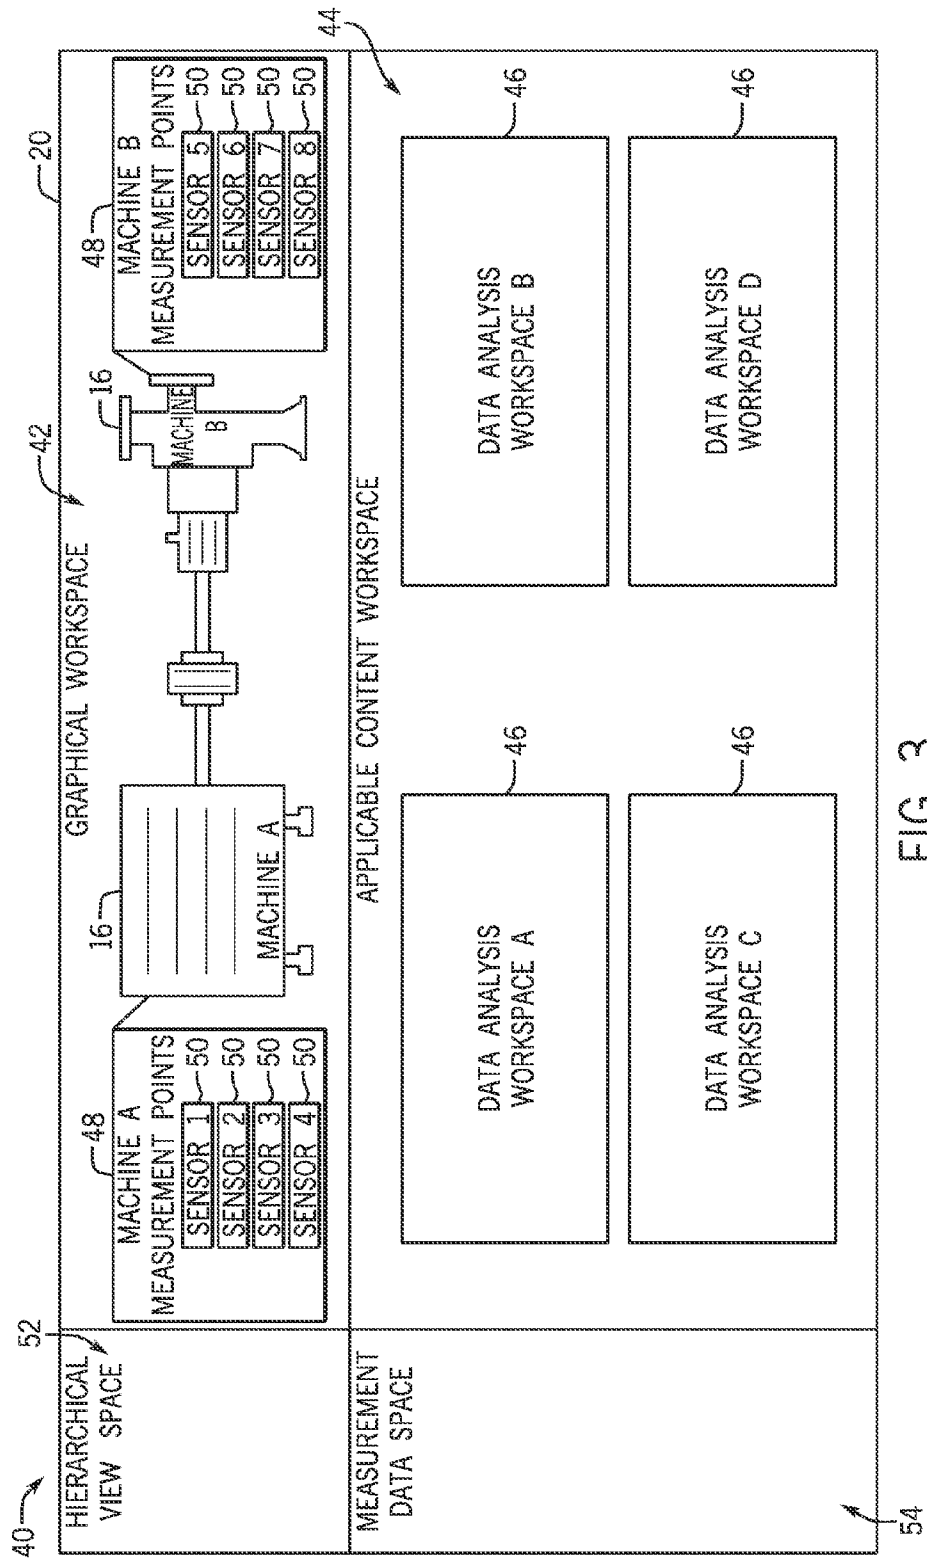 40
20
HIERARCHICAL
VIEW SPACE
52
GRAPHICAL WORKSPACE
42
48
MACHINE A
MEASUREMENT POINTS
SENSOR 1
50
SENSOR 2
50
SENSOR 3
50
SENSOR 4
50
16
MACHINE A
16
MACHINE
B
48
MACHINE B
MEASUREMENT POINTS
SENSOR 5
50
SENSOR 6
50
SENSOR 7
50
SENSOR 8
50
MEASUREMENT
DATA SPACE
54
APPLICABLE CONTENT WORKSPACE
44
46
DATA ANALYSIS
WORKSPACE A
46
DATA ANALYSIS
WORKSPACE B
46
DATA ANALYSIS
WORKSPACE C
46
DATA ANALYSIS
WORKSPACE D
FIG. 3